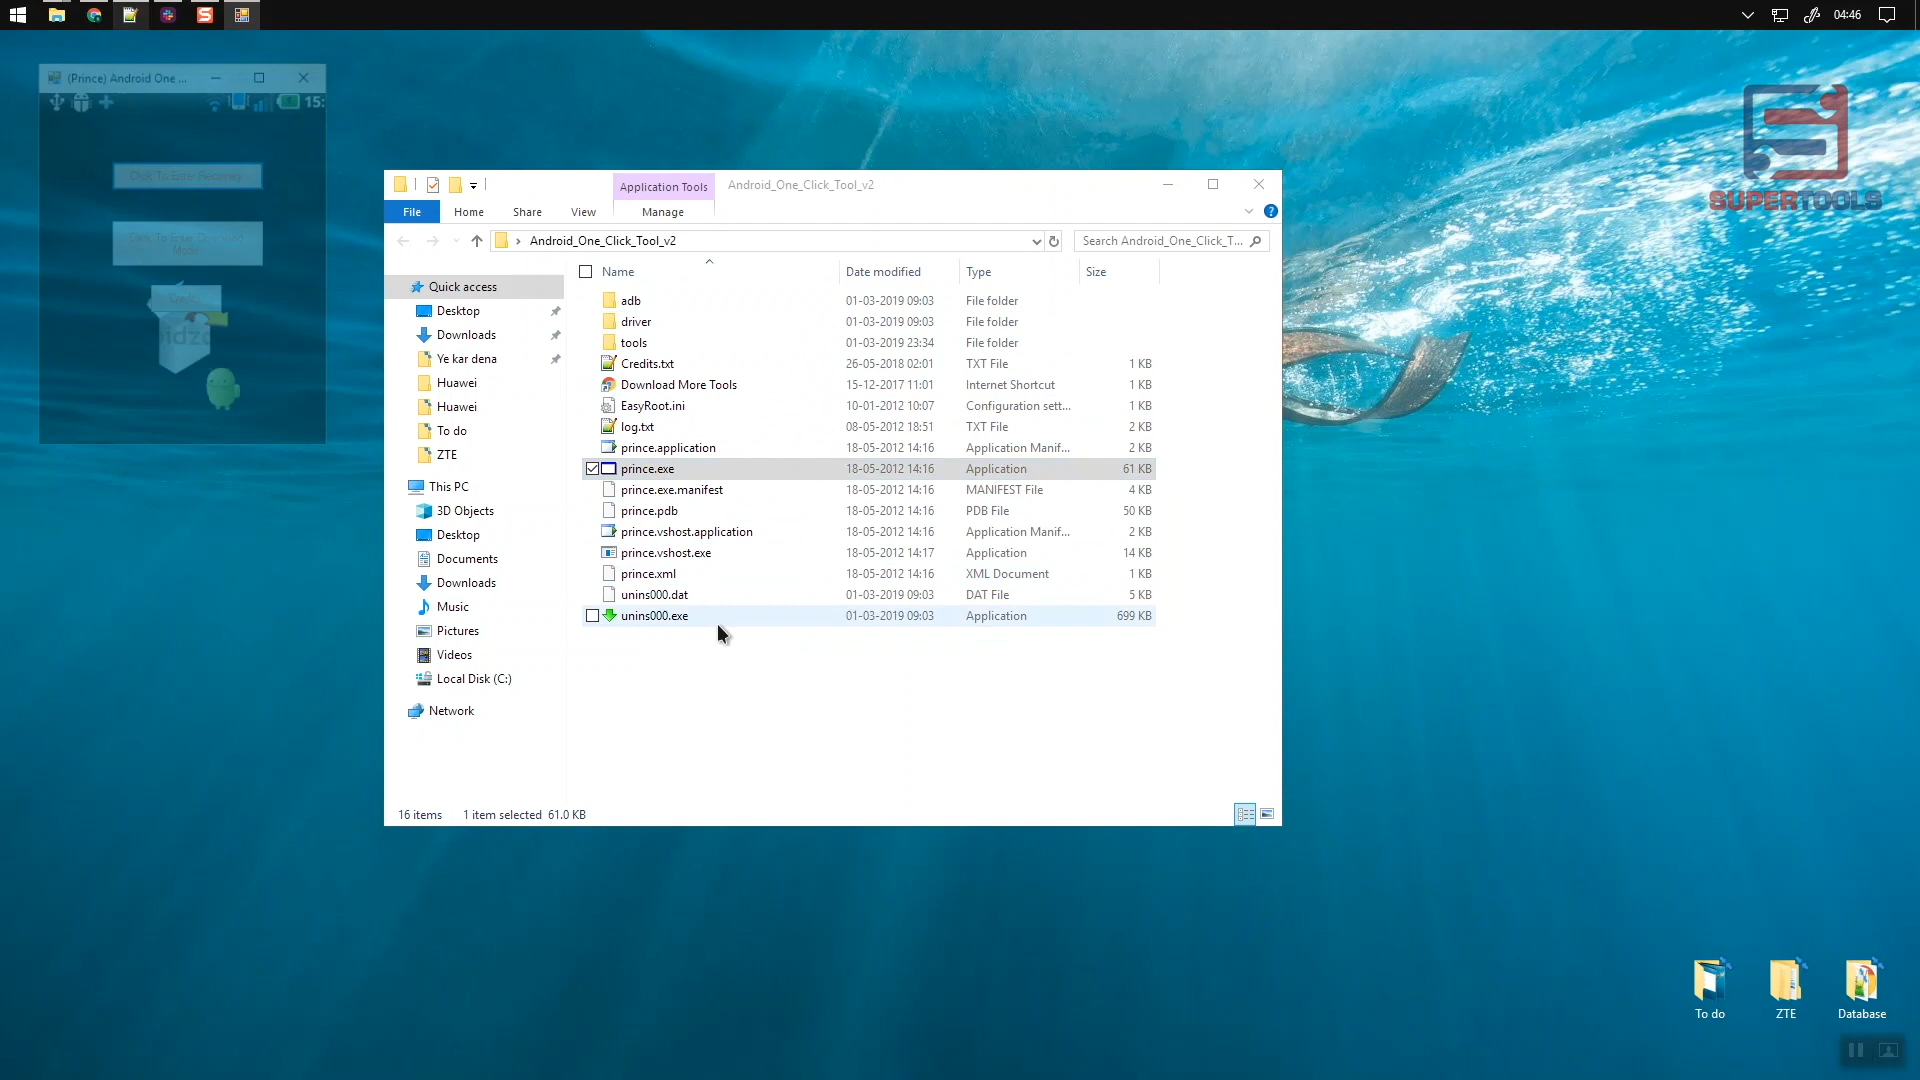 04:46
(Prince) Android One ...
15:
Click To Enter Recovery
Click To Enter Download
Mode
SUPERTOOLS
Application Tools
Android_One_Click_Tool_v2
File
Home
Share
View
Manage
Android_One_Click_Tool_v2
Search Android_One_Click_T...
Name
Date modified
Type
Size
Quick access
Desktop
Downloads
Ye kar dena
Huawei
Huawei
To do
ZTE
This PC
3D Objects
Desktop
Documents
Downloads
Music
Pictures
Videos
Local Disk (C:)
Network
adb 01-03-2019 09:03 File folder
driver 01-03-2019 09:03 File folder
tools 01-03-2019 23:34 File folder
Credits.txt 26-05-2018 02:01 TXT File 1 KB
Download More Tools 15-12-2017 11:01 Internet Shortcut 1 KB
EasyRoot.ini 10-01-2012 10:07 Configuration sett... 1 KB
log.txt 08-05-2012 18:51 TXT File 2 KB
prince.application 18-05-2012 14:16 Application Manif... 2 KB
prince.exe 18-05-2012 14:16 Application 61 KB
prince.exe.manifest 18-05-2012 14:16 MANIFEST File 4 KB
prince.pdb 18-05-2012 14:16 PDB File 50 KB
prince.vshost.application 18-05-2012 14:16 Application Manif... 2 KB
prince.vshost.exe 18-05-2012 14:17 Application 14 KB
prince.xml 18-05-2012 14:16 XML Document 1 KB
unins000.dat 01-03-2019 09:03 DAT File 5 KB
unins000.exe 01-03-2019 09:03 Application 699 KB
16 items
1 item selected 61.0 KB
To do
ZTE
Database